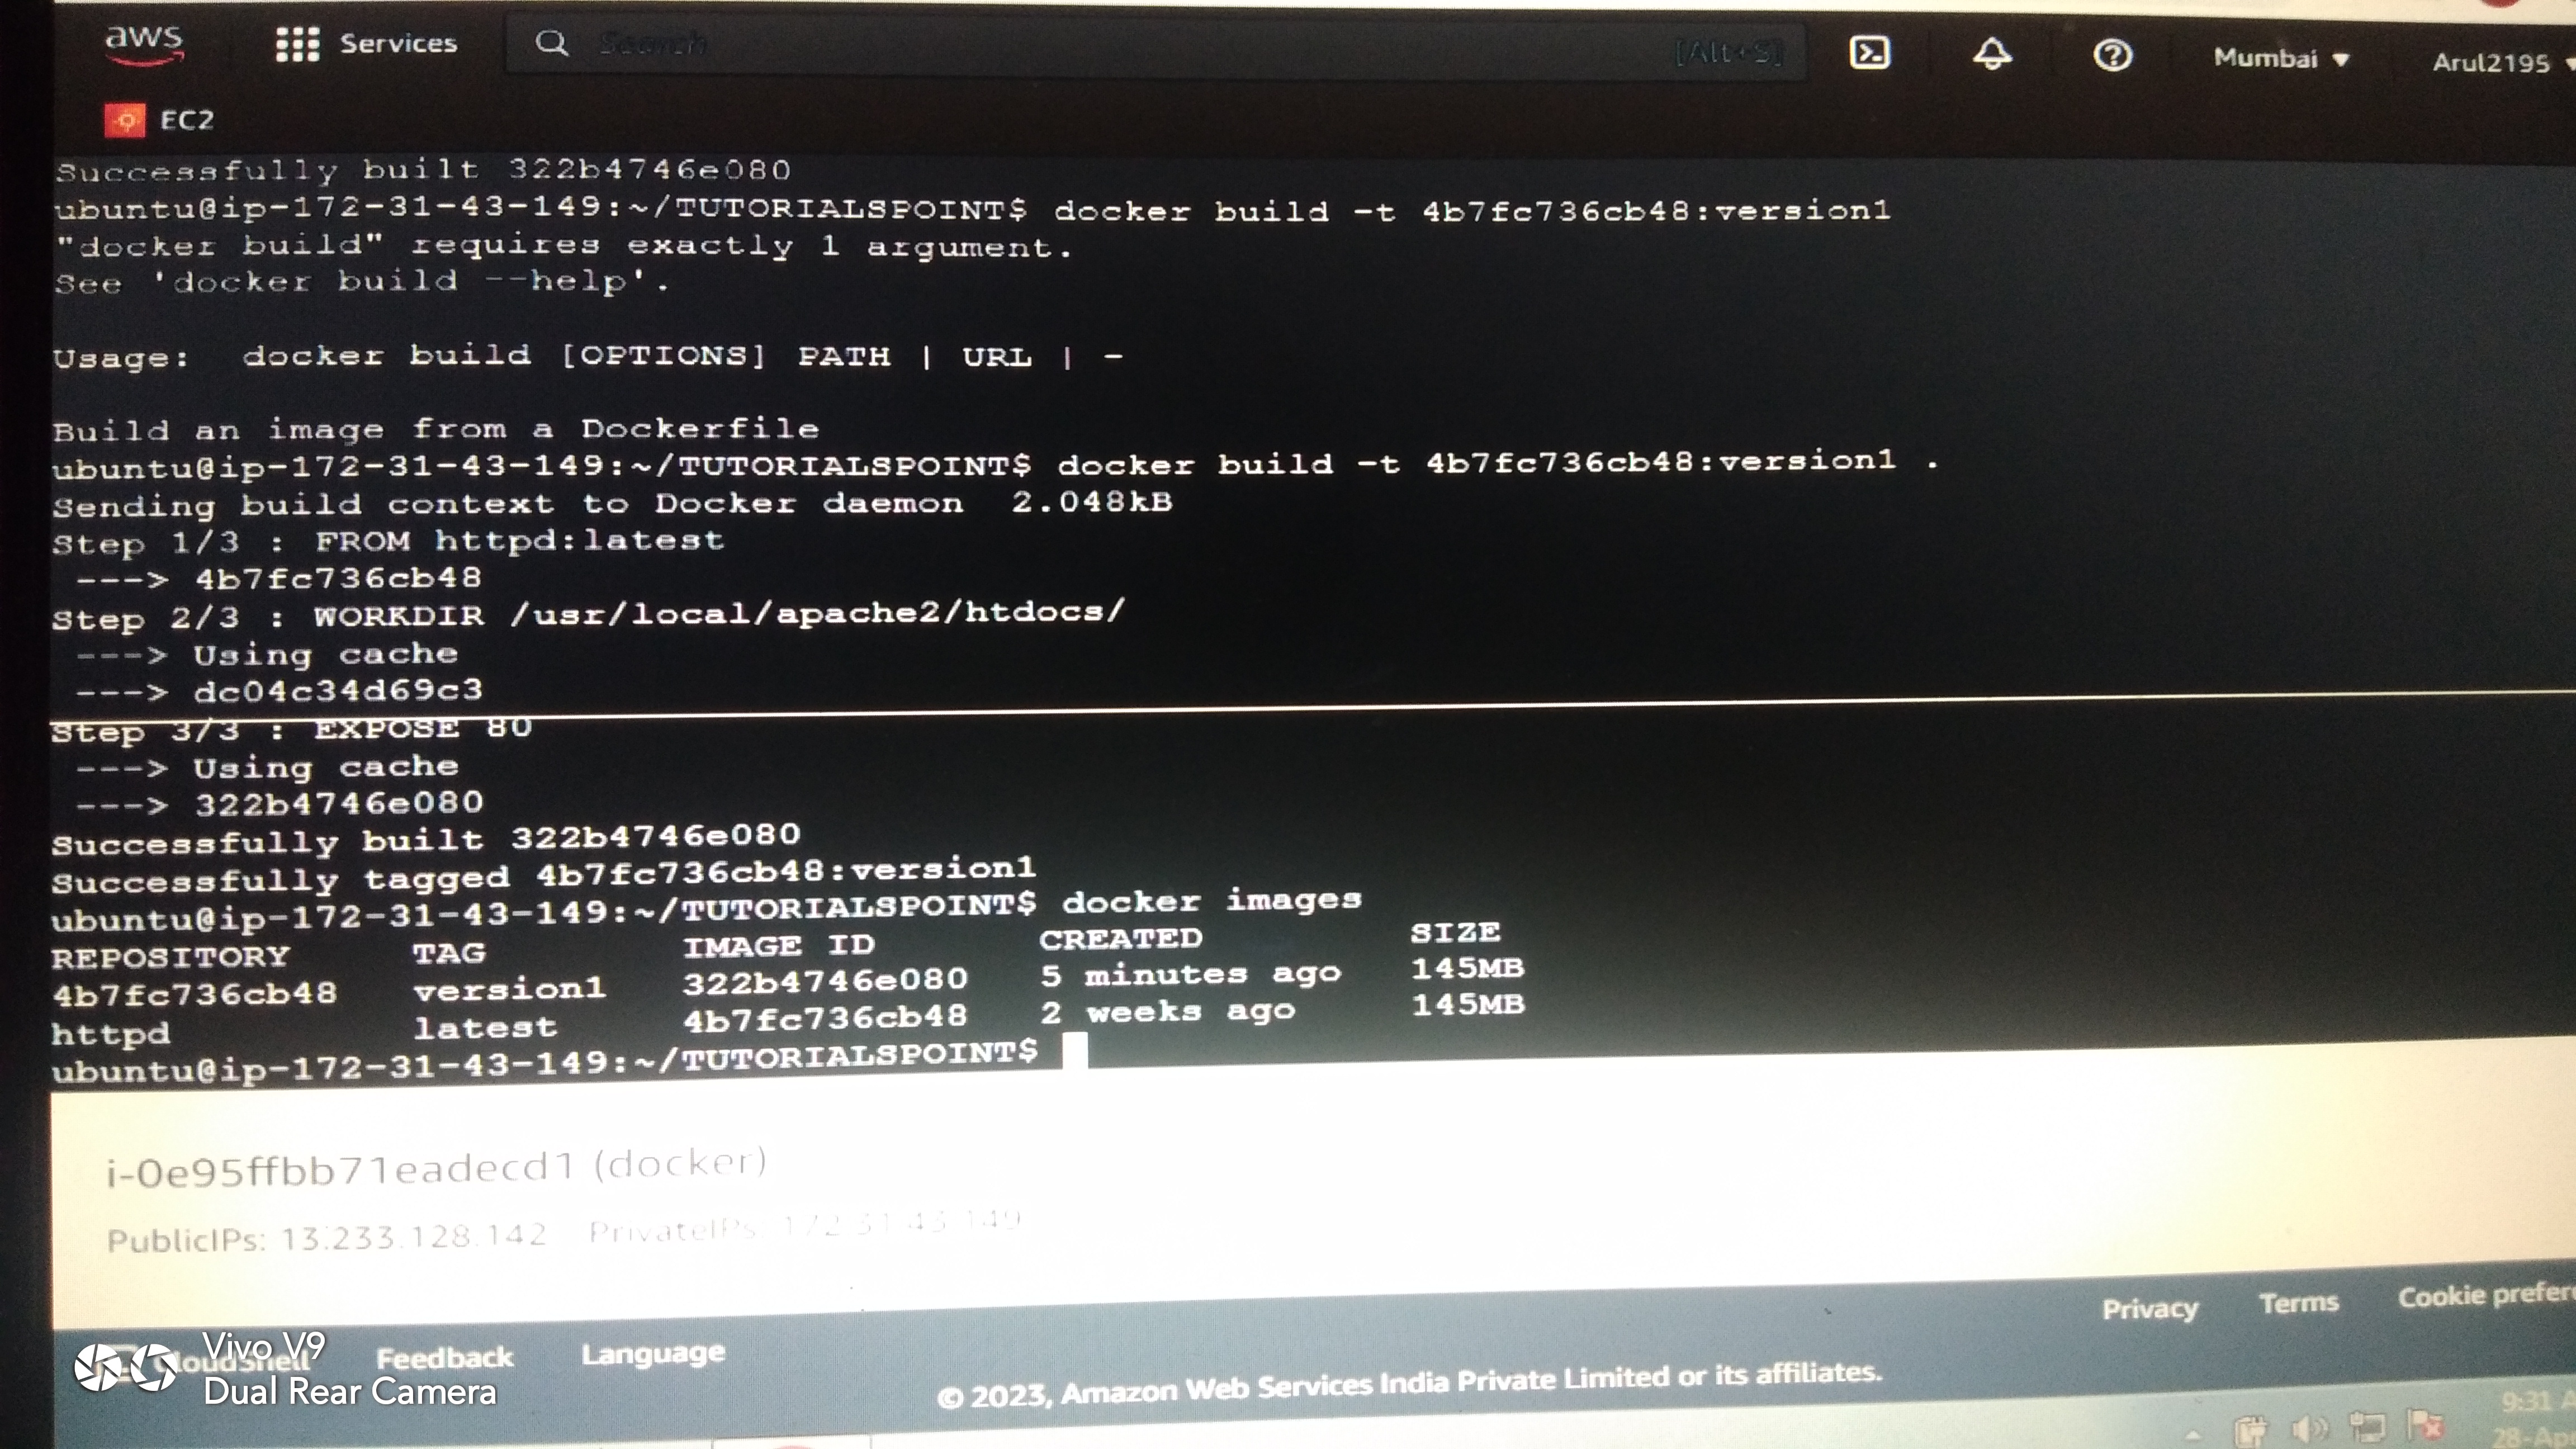 aws Services Search [Alt+S] Mumbai Arul2195
EC2
Successfully built 322b4746e080
ubuntu@ip-172-31-43-149:~/TUTORIALSPOINT$ docker build -t 4b7fc736cb48:version1
"docker build" requires exactly 1 argument.
See 'docker build --help'.
Usage:  docker build [OPTIONS] PATH | URL | -
Build an image from a Dockerfile
ubuntu@ip-172-31-43-149:~/TUTORIALSPOINT$ docker build -t 4b7fc736cb48:version1 .
Sending build context to Docker daemon  2.048kB
Step 1/3 : FROM httpd:latest
 ---> 4b7fc736cb48
Step 2/3 : WORKDIR /usr/local/apache2/htdocs/
 ---> Using cache
 ---> dc04c34d69c3
Step 3/3 : EXPOSE 80
 ---> Using cache
 ---> 322b4746e080
Successfully built 322b4746e080
Successfully tagged 4b7fc736cb48:version1
ubuntu@ip-172-31-43-149:~/TUTORIALSPOINT$ docker images
REPOSITORY TAG IMAGE ID CREATED SIZE
4b7fc736cb48 version1 322b4746e080 5 minutes ago 145MB
httpd latest 4b7fc736cb48 2 weeks ago 145MB
ubuntu@ip-172-31-43-149:~/TUTORIALSPOINT$
i-0e95ffbb71eadecd1 (docker)
PublicIPs: 13.233.128.142 PrivateIPs: 172.31.43.149
Privacy Terms Cookie prefer
CloudShell Feedback Language
© 2023, Amazon Web Services India Private Limited or its affiliates.
Vivo V9
Dual Rear Camera
9:31 A
28-Ap